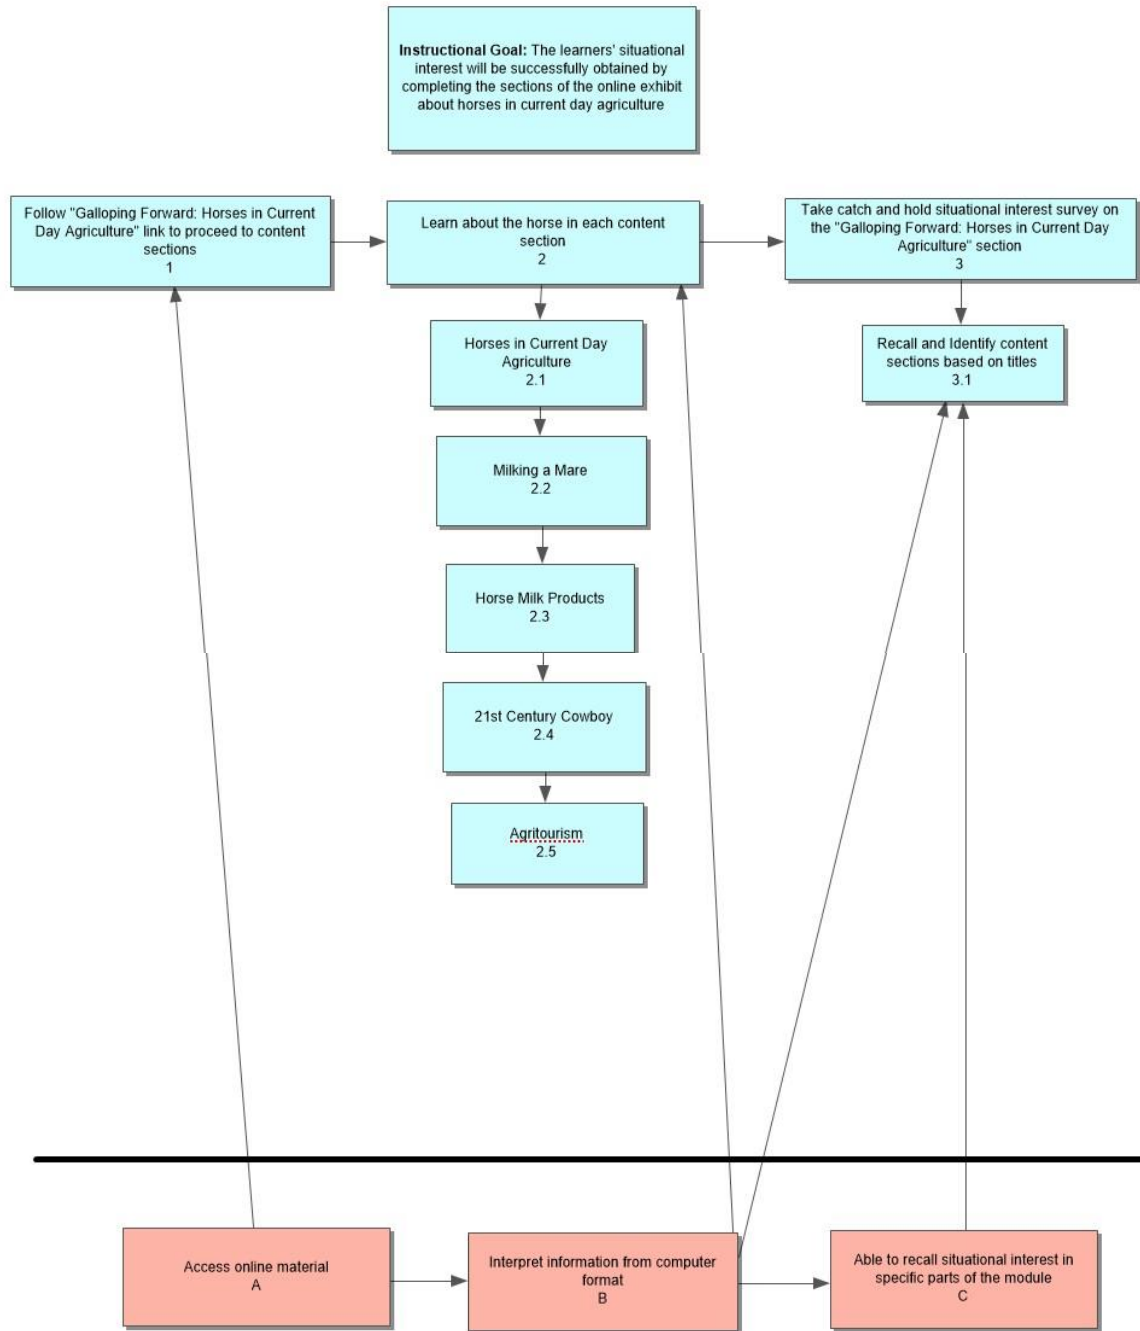 Instructional Goal: The learners' situational
interest will be successfully obtained by
completing the sections of the online exhibit
about horses in current day agriculture
Follow "Galloping Forward: Horses in Current
Day Agriculture" link to proceed to content
sections
1
Learn about the horse in each content
section
2
Take catch and hold situational interest survey on
the "Galloping Forward: Horses in Current Day
Agriculture" section
3
Horses in Current Day
Agriculture
2.1
Recall and Identify content
sections based on titles
3.1
Milking a Mare
2.2
Horse Milk Products
2.3
21st Century Cowboy
2.4
Agritourism
2.5
Access online material
A
Interpret information from computer
format
B
Able to recall situational interest in
specific parts of the module
C